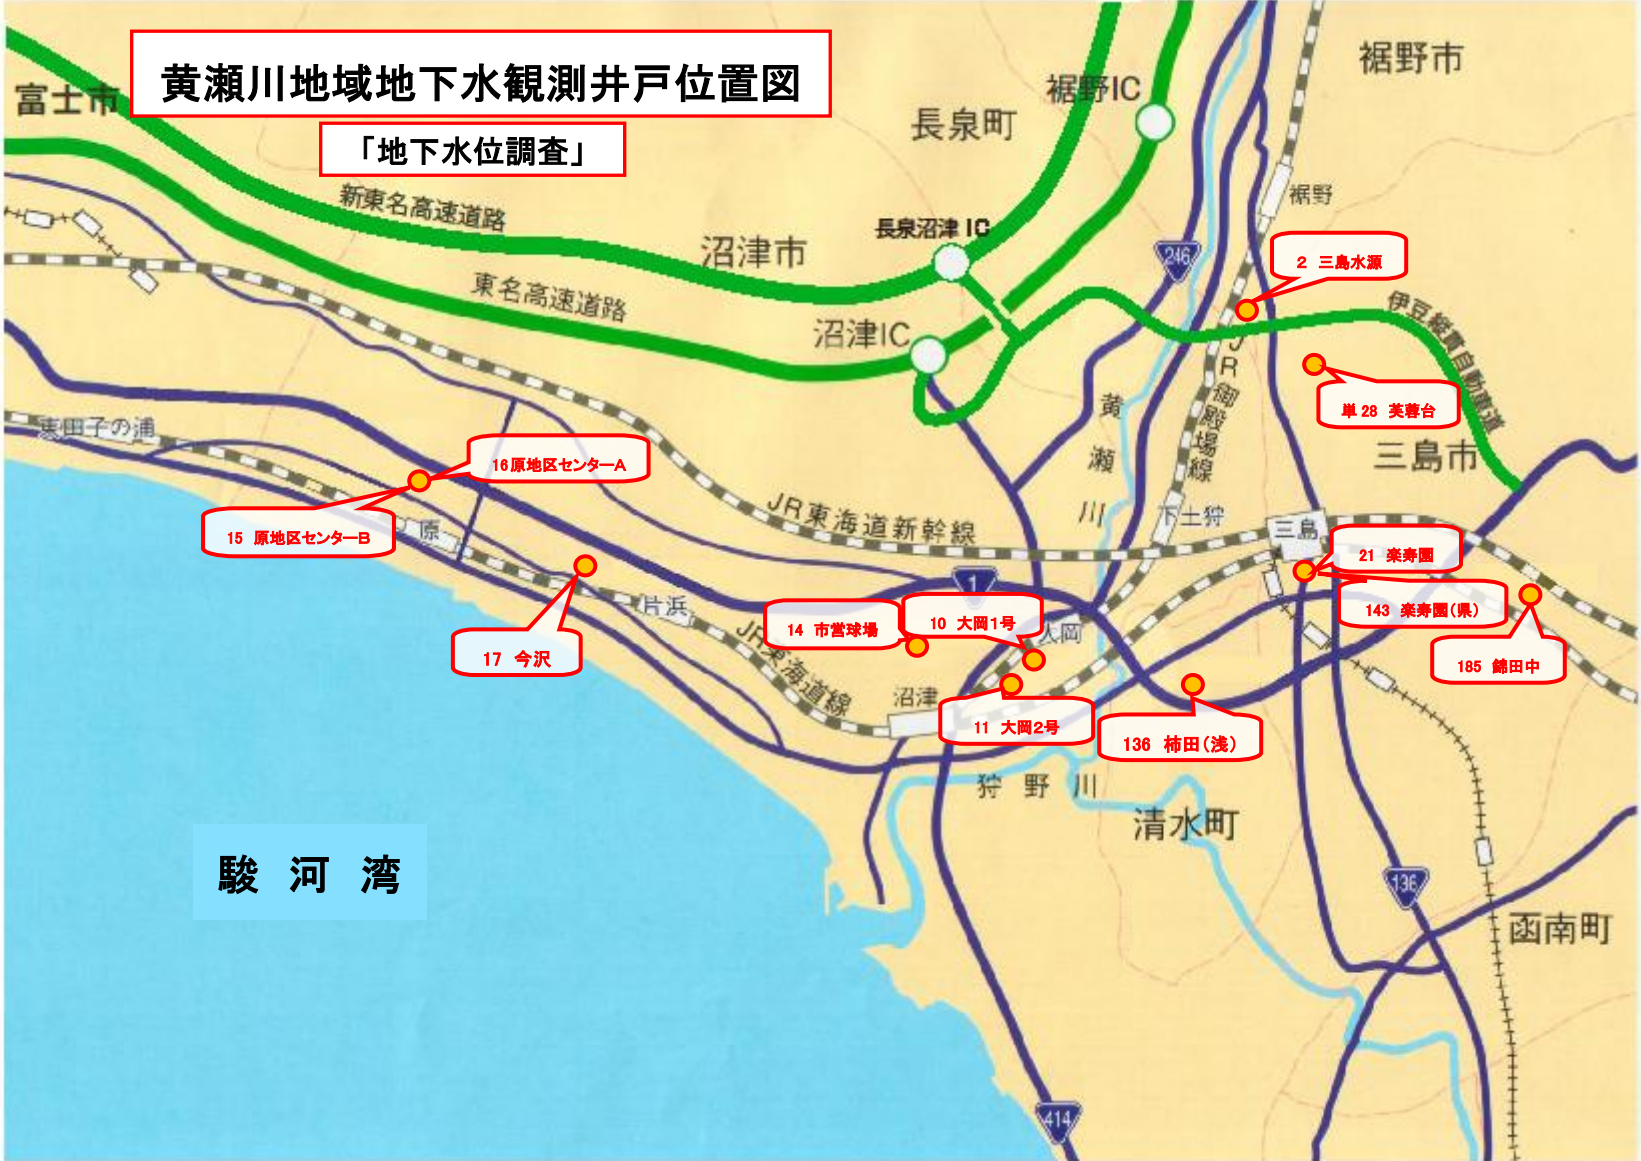 黄瀬川地域地下水観測井戸位置図
「地下水位調査」
富士市
裾野市
長泉町
裾野IC
新東名高速道路
東名高速道路
沼津市
長泉沼津IC
沼津IC
246
裾野
2 三島水源
伊豆縦貫自動車道
JR御殿場線
単28 芙蓉台
三島市
黄瀬川
東田子の浦
16原地区センターA
15 原地区センターB
原
JR東海道新幹線
下土狩
三島
21 楽寿園
143 楽寿園(県)
185 錦田中
17 今沢
片浜
JR東海道線
1
14 市営球場
10 大岡1号
大岡
沼津
11 大岡2号
136 柿田(浅)
狩野川
清水町
駿河湾
136
函南町
414